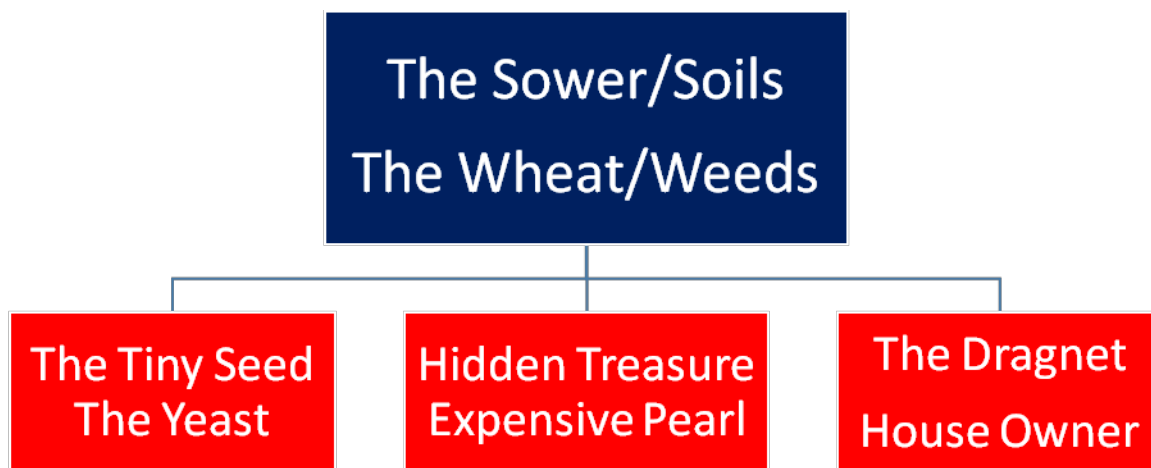 The Sower/Soils
The Wheat/Weeds
The Tiny Seed
The Yeast
Hidden Treasure
Expensive Pearl
The Dragnet
House Owner